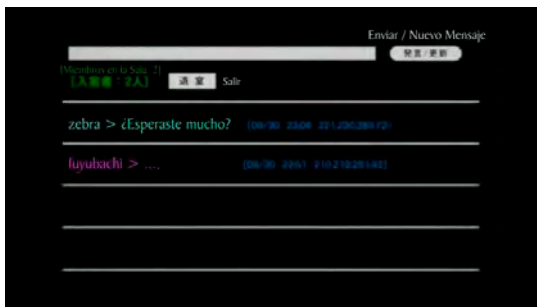 Enviar / Nuevo Mensaje
発言/更新
[Miembros en la Sala :2]
[入室者:2人] 退 室 Salir
zebra > ¿Esperaste mucho?
fuyubachi > ....